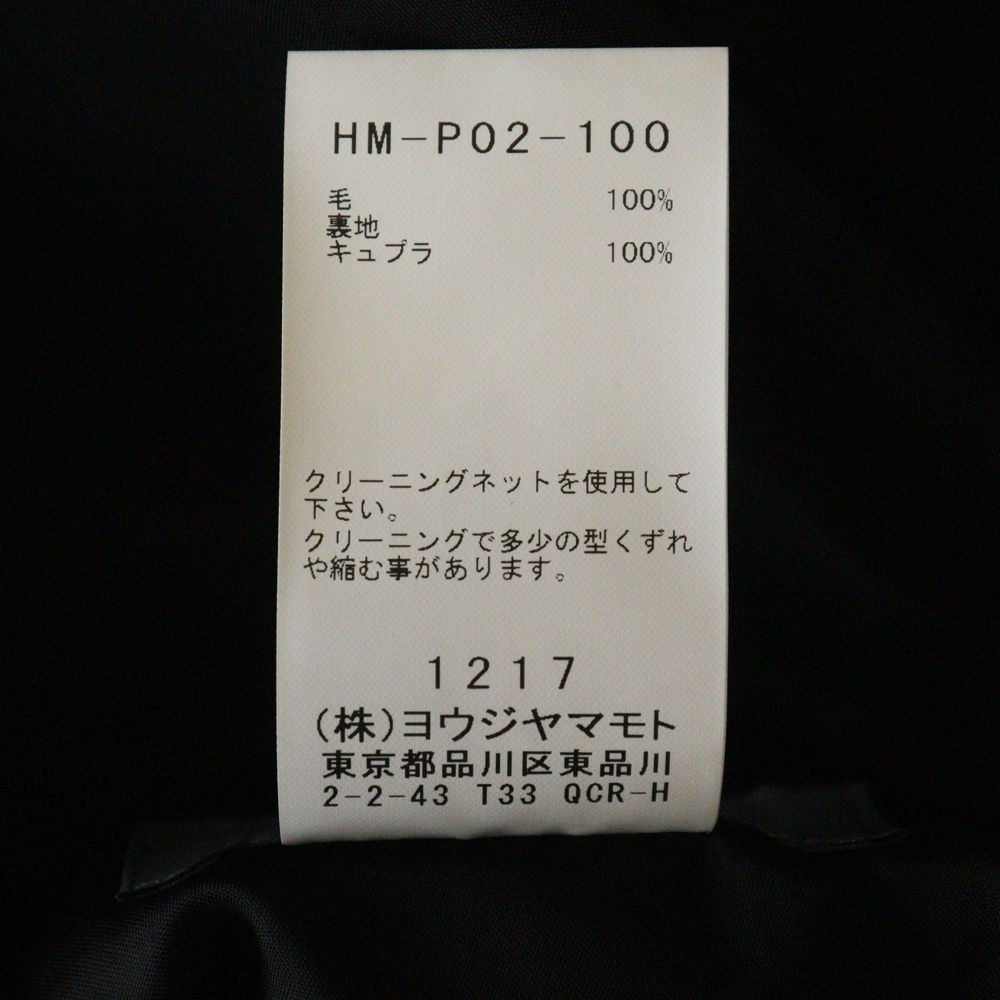 HM-P02-100
毛 100%
裏地
キュプラ 100%
クリーニングネットを使用して
下さい。
クリーニングで多少の型くずれ
や縮む事があります。
1217
(株)ヨウジヤマモト
東京都品川区東品川
2-2-43 T33 QCR-H